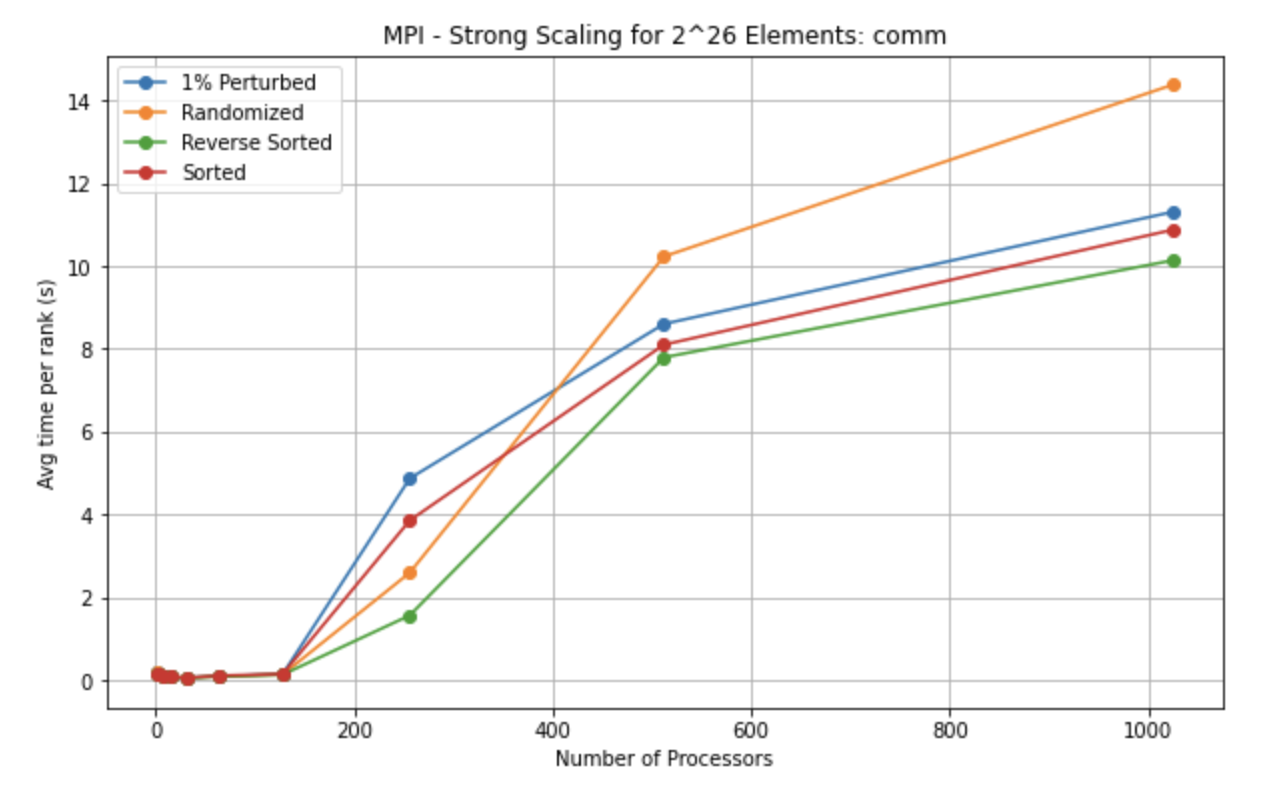 MPI - Strong Scaling for 2^26 Elements: comm
1% Perturbed
Randomized
Reverse Sorted
Sorted
14
12
10
8
6
4
2
0
Avg time per rank (s)
0 200 400 600 800 1000
Number of Processors